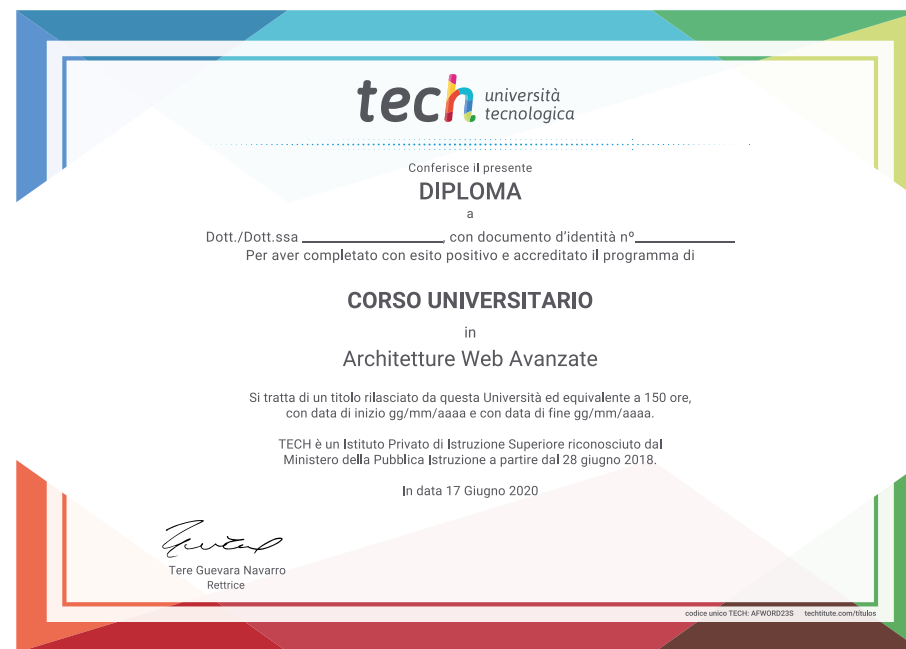 tech università
tecnologica
Conferisce il presente
DIPLOMA
a
Dott./Dott.ssa ____________________, con documento d'identità nº______________
Per aver completato con esito positivo e accreditato il programma di
CORSO UNIVERSITARIO
in
Architetture Web Avanzate
Si tratta di un titolo rilasciato da questa Università ed equivalente a 150 ore,
con data di inizio gg/mm/aaaa e con data di fine gg/mm/aaaa.
TECH è un Istituto Privato di Istruzione Superiore riconosciuto dal
Ministero della Pubblica Istruzione a partire dal 28 giugno 2018.
In data 17 Giugno 2020
Tere Guevara Navarro
Rettrice
codice unico TECH: AFWORD23S techtitute.com/titulos